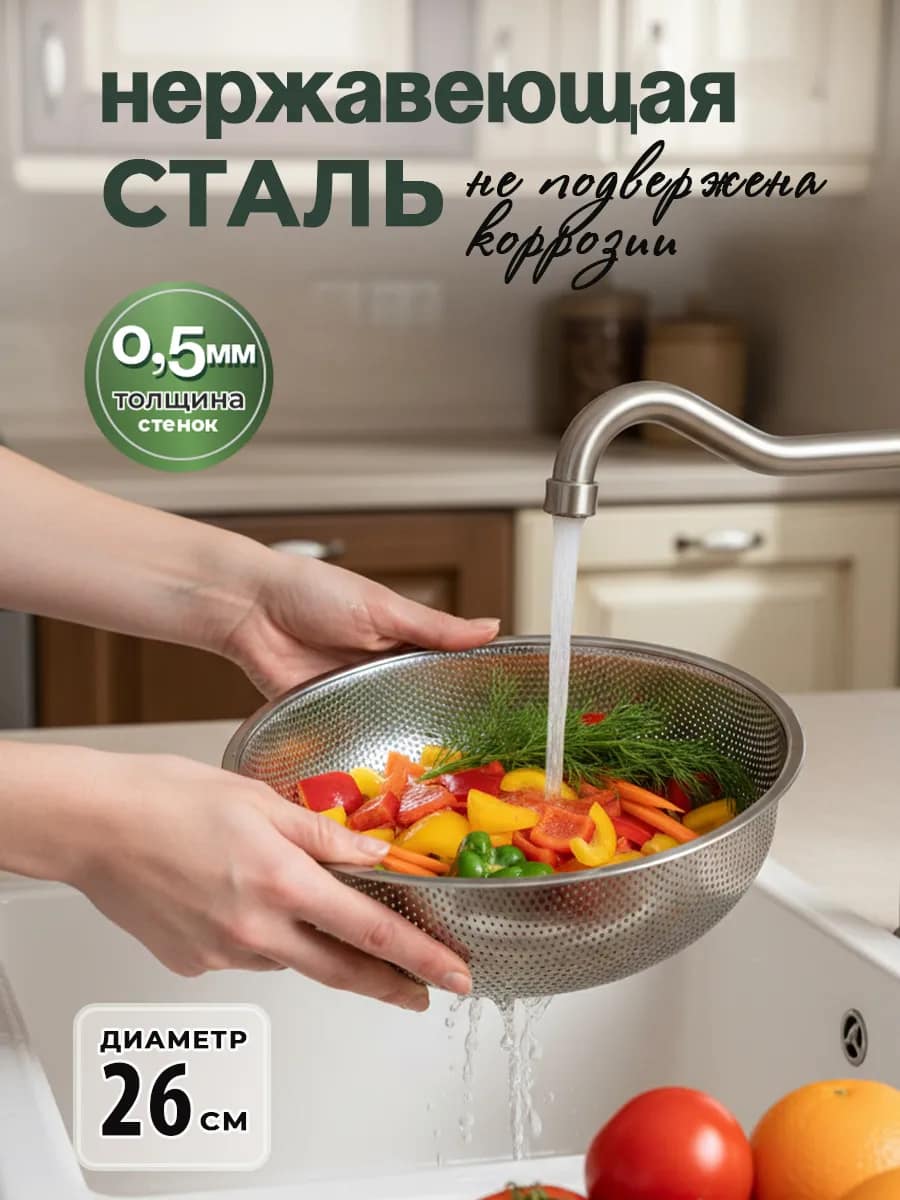 нержавеющая
СТАЛЬ
не подвержена
коррозии
0,5мм
толщина
стенок
ДИАМЕТР
26 см